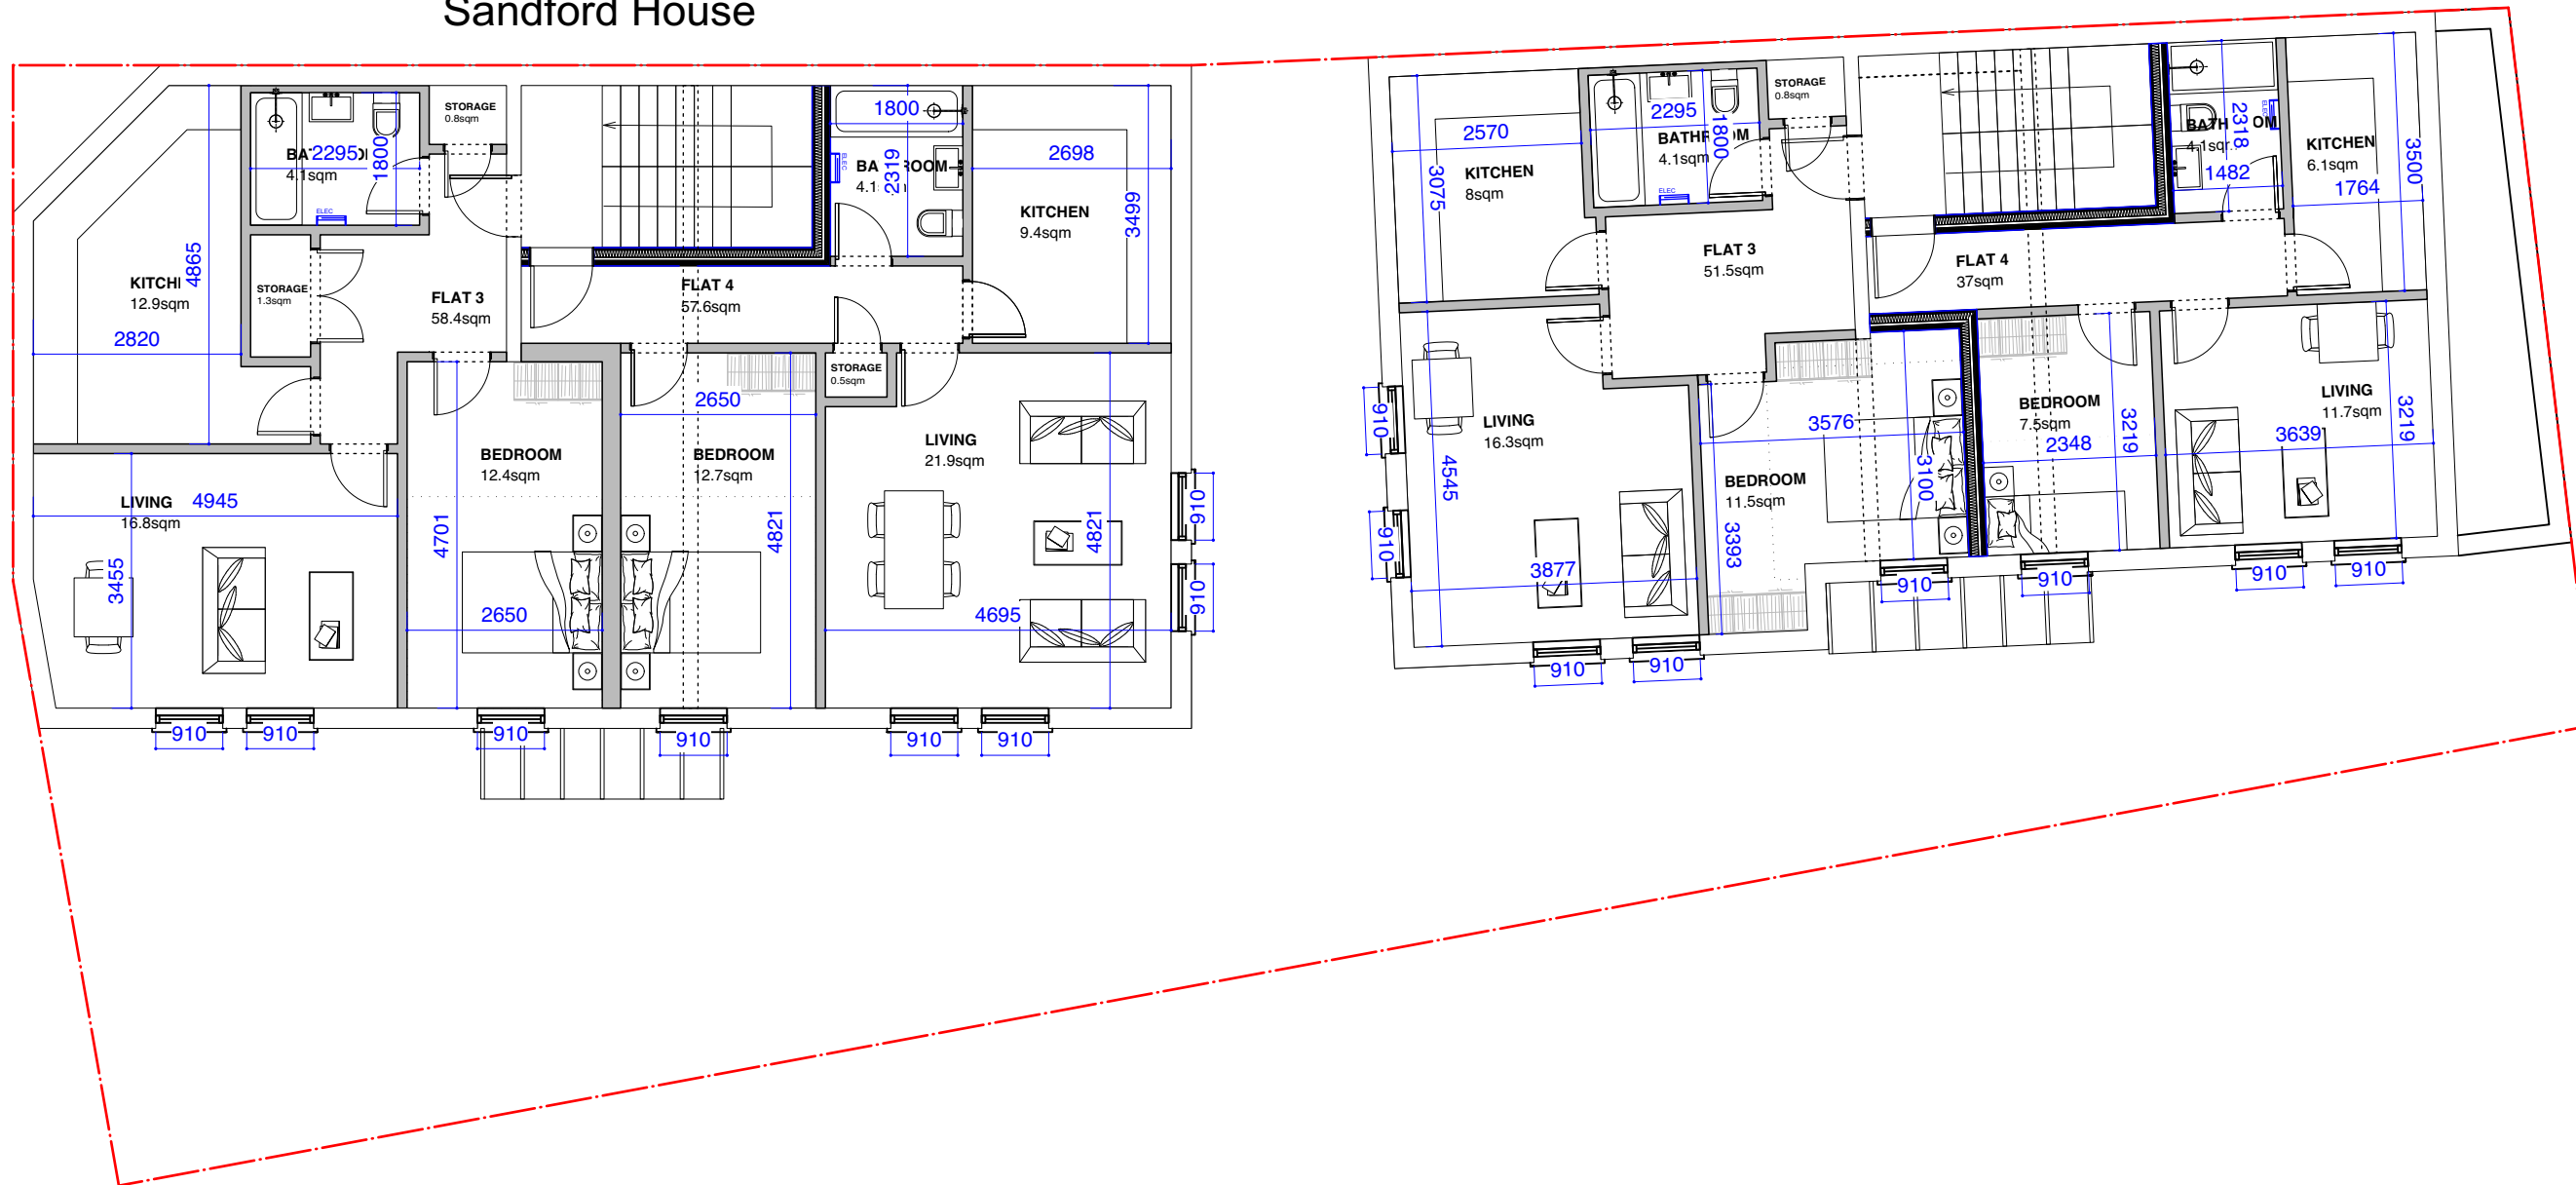 Sandford House
STORAGE
0.8sqm
2295
1800
4.1sqm
ELEC
4865
12.9sqm
2820
STORAGE
1.3sqm
FLAT 3
58.4sqm
1800
2319
ELEC
2698
KITCHEN
9.4sqm
3499
FLAT 4
57.6sqm
STORAGE
0.5sqm
2650
BEDROOM
12.4sqm
BEDROOM
12.7sqm
LIVING
21.9sqm
LIVING
16.8sqm
4945
3455
4701
2650
4821
4821
4695
910
910
910
910
910
910
910
910
2570
3075
KITCHEN
8sqm
2295
1800
4.1sqm
ELEC
STORAGE
0.8sqm
FLAT 3
51.5sqm
2318
ELEC
1482
KITCHEN
6.1sqm
1764
3500
FLAT 4
37sqm
LIVING
16.3sqm
4545
3877
910
910
3576
3100
BEDROOM
11.5sqm
3393
BEDROOM
7.5sqm
2348
3219
LIVING
11.7sqm
3639
3219
910
910
910
910
910
910